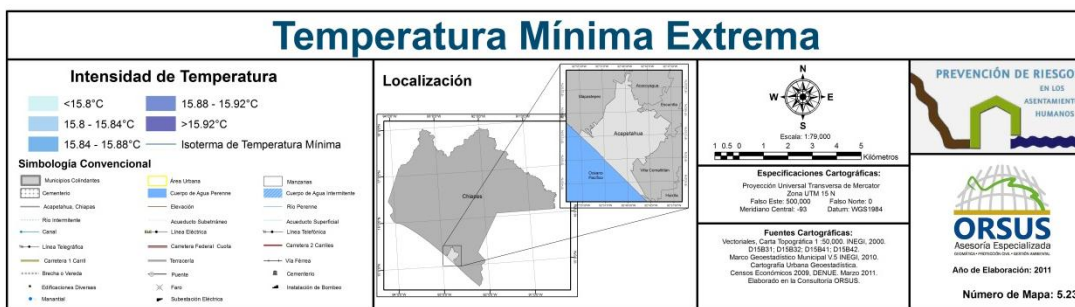 Temperatura Mínima Extrema
Intensidad de Temperatura
<15.8°C
15.88 - 15.92°C
15.8 - 15.84°C
>15.92°C
15.84 - 15.88°C
Isoterma de Temperatura Mínima
Simbología Convencional
Municipios Colindantes
Área Urbana
Manzanas
Cementerio
Cuerpo de Agua Perenne
Cuerpo de Agua Intermitente
Acapetahua, Chiapas
Elevación
Río Perenne
Río Intermitente
Acueducto Subterráneo
Acueducto Superficial
Canal
Línea Eléctrica
Línea Telefónica
Línea Telegráfica
Carretera Federal Cuota
Carretera 2 Carriles
Carretera 1 Carril
Terracería
Vía Férrea
Brecha o Vereda
Puente
Cementerio
Edificaciones Diversas
Faro
Instalación de Bombeo
Manantial
Subestación Eléctrica
Localización
Chiapas
Mapastepec
Acacoyagua
Escuintla
Acapetahua
Océano
Pacífico
Villa Comaltitlán
Huixtla
N
W
E
S
Escala: 1:79,000
1 0.5 0 1 2 3 4 5
Kilómetros
Especificaciones Cartográficas:
Proyección Universal Transversa de Mercator
Zona UTM 15 N
Falso Este: 500,000 Falso Norte: 0
Meridiano Central: -93 Datum: WGS1984
Fuentes Cartográficas:
Vectoriales, Carta Topográfica 1 :50,000. INEGI, 2000.
D15B31; D15B32; D15B41; D15B42.
Marco Geoestadístico Municipal V.5 INEGI, 2010.
Cartografía Urbana Geoestadística.
Censos Económicos 2009, DENUE. Marzo 2011.
Elaborado en la Consultoría ORSUS.
PREVENCIÓN DE RIESGO
EN LOS
ASENTAMIENT
HUMANOS
ORSUS
Asesoría Especializada
Año de Elaboración: 2011
Número de Mapa: 5.23